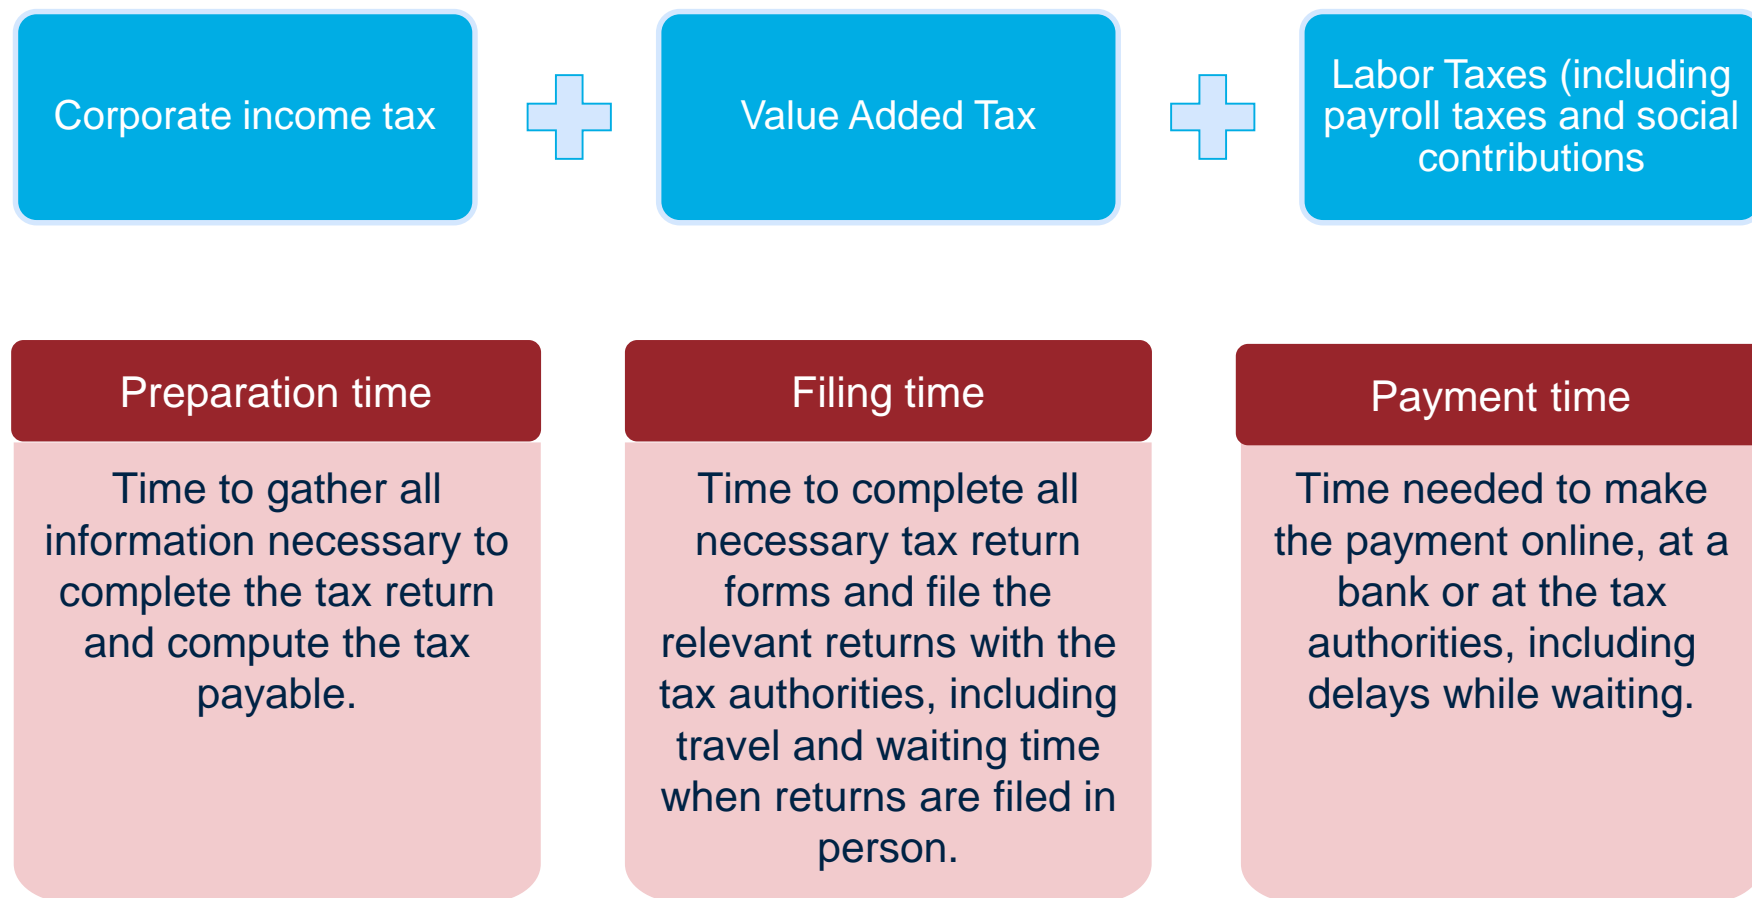 Corporate income tax
Value Added Tax
Labor Taxes (including
payroll taxes and social
contributions
Preparation time
Time to gather all
information necessary to
complete the tax return
and compute the tax
payable.
Filing time
Time to complete all
necessary tax return
forms and file the
relevant returns with the
tax authorities, including
travel and waiting time
when returns are filed in
person.
Payment time
Time needed to make
the payment online, at a
bank or at the tax
authorities, including
delays while waiting.